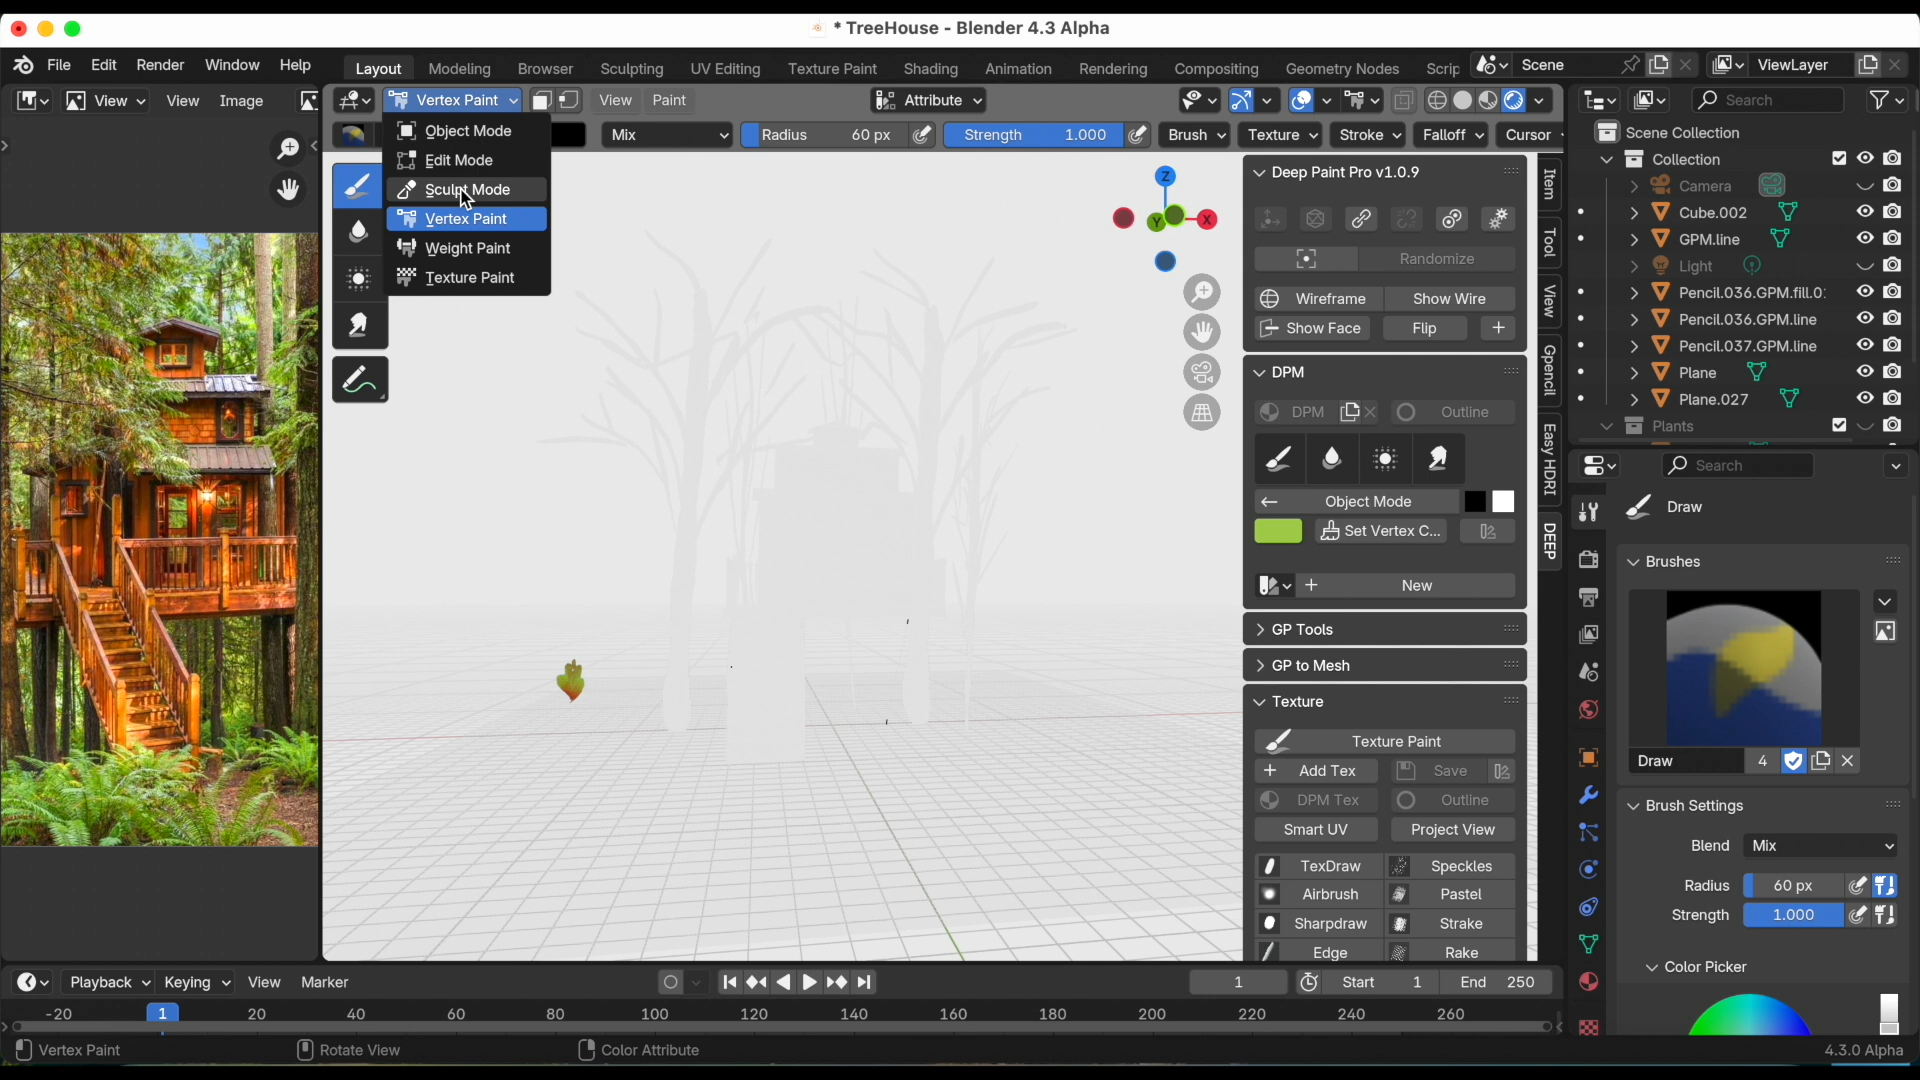 * TreeHouse - Blender 4.3 Alpha
File Edit Render Window Help
Layout Modeling Browser Sculpting UV Editing Texture Paint Shading Animation Rendering Compositing Geometry Nodes Scrip
Scene ViewLayer
View View Image
Vertex Paint View Paint Attribute
Search
Object Mode
Edit Mode
Sculpt Mode
Vertex Paint
Weight Paint
Texture Paint
Mix Radius 60 px Strength 1.000 Brush Texture Stroke Falloff Cursor
Z
Y
X
Deep Paint Pro v1.0.9
Randomize
Wireframe Show Wire
Show Face Flip
DPM
DPM Outline
Object Mode
Set Vertex C...
New
GP Tools
GP to Mesh
Texture
Texture Paint
Add Tex Save
DPM Tex Outline
Smart UV Project View
TexDraw Speckles
Airbrush Pastel
Sharpdraw Strake
Edge Rake
Item
Tool
View
Gpencil
Easy HDRI
DEEP
Scene Collection
Collection
Camera
Cube.002
GPM.line
Light
Pencil.036.GPM.fill.0
Pencil.036.GPM.line
Pencil.037.GPM.line
Plane
Plane.027
Plants
Search
Draw
Brushes
Draw 4
Brush Settings
Blend Mix
Radius 60 px
Strength 1.000
Color Picker
Playback Keying View Marker
1 Start 1 End 250
-20 1 20 40 60 80 100 120 140 160 180 200 220 240 260
Vertex Paint Rotate View Color Attribute 4.3.0 Alpha